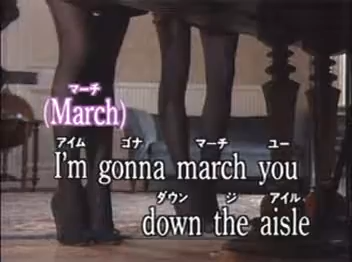 マーチ
(March)
アイム ゴナ マーチ ユー
I'm gonna march you
ダウン ジ アイル
down the aisle